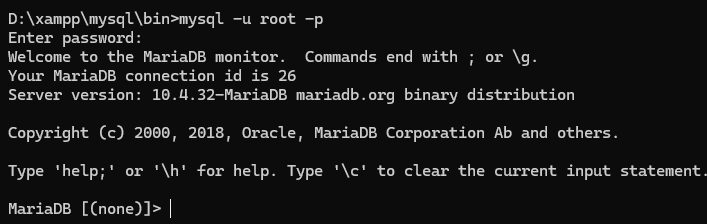 D:\xampp\mysql\bin>mysql -u root -p
Enter password:
Welcome to the MariaDB monitor.  Commands end with ; or \g.
Your MariaDB connection id is 26
Server version: 10.4.32-MariaDB mariadb.org binary distribution

Copyright (c) 2000, 2018, Oracle, MariaDB Corporation Ab and others.

Type 'help;' or '\h' for help. Type '\c' to clear the current input statement.

MariaDB [(none)]>